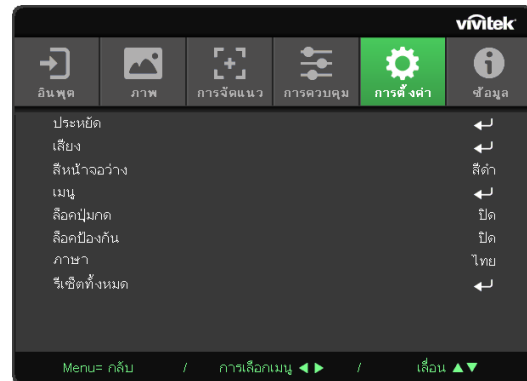 vivitek
อินพุต ภาพ การจัดแนว การควบคุม การตั้งค่า ข้อมูล
ประหยัด
เสียง
สีหน้าจอว่าง สีดำ
เมนู
ล็อคปุ่มกด ปิด
ล็อคป้องกัน ปิด
ภาษา ไทย
รีเซ็ตทั้งหมด
Menu= กลับ / การเลือกเมนู ◀ ▶ / เลื่อน ▲▼